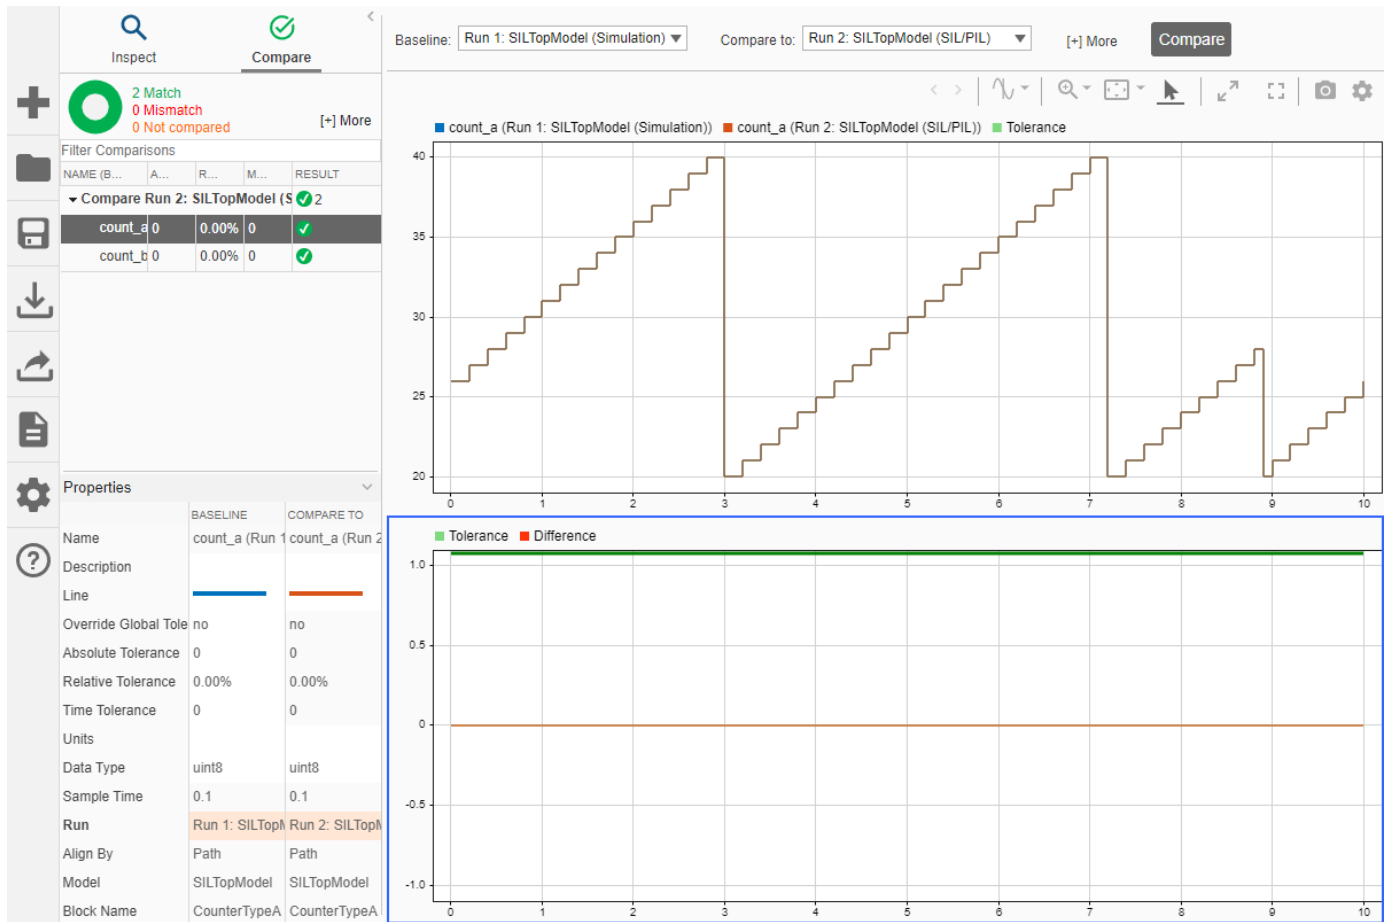 Inspect
Compare
2 Match
0 Mismatch
0 Not compared
[+] More
Filter Comparisons
NAME (B... A... R... M... RESULT
Compare Run 2: SILTopModel (S 2
count_a 0 0.00% 0
count_b 0 0.00% 0
Properties
BASELINE COMPARE TO
Name count_a (Run 1 count_a (Run 2
Description
Line
Override Global Tole no no
Absolute Tolerance 0 0
Relative Tolerance 0.00% 0.00%
Time Tolerance 0 0
Units
Data Type uint8 uint8
Sample Time 0.1 0.1
Run Run 1: SILTopM Run 2: SILTopM
Align By Path Path
Model SILTopModel SILTopModel
Block Name CounterTypeA CounterTypeA
Baseline: Run 1: SILTopModel (Simulation) Compare to: Run 2: SILTopModel (SIL/PIL) [+] More Compare
count_a (Run 1: SILTopModel (Simulation)) count_a (Run 2: SILTopModel (SIL/PIL)) Tolerance
40
35
30
25
20
0 1 2 3 4 5 6 7 8 9 10
Tolerance Difference
1.0
0.5
0
-0.5
-1.0
0 1 2 3 4 5 6 7 8 9 10